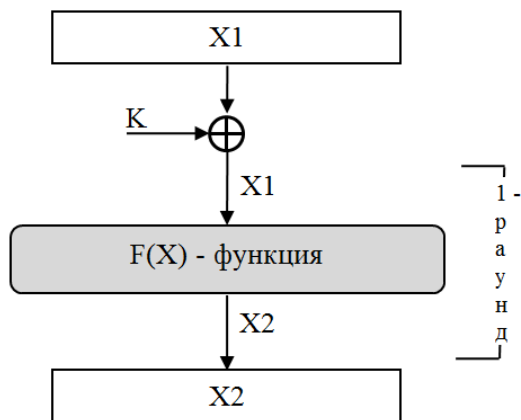 X1
K
X1
F(X) - функция
X2
X2
1 -
р
а
у
н
д